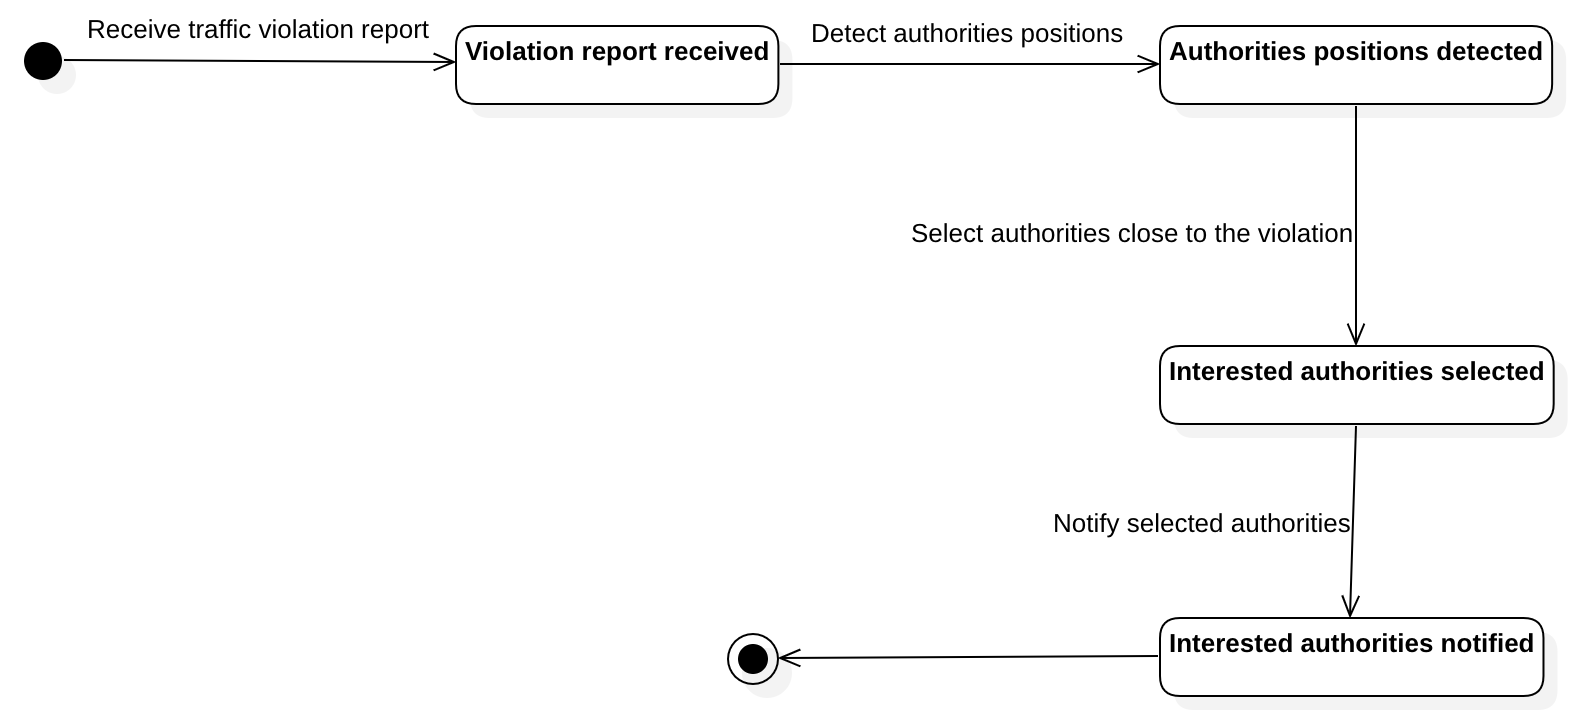 Receive traffic violation report
Violation report received
Detect authorities positions
Authorities positions detected
Select authorities close to the violation
Interested authorities selected
Notify selected authorities
Interested authorities notified